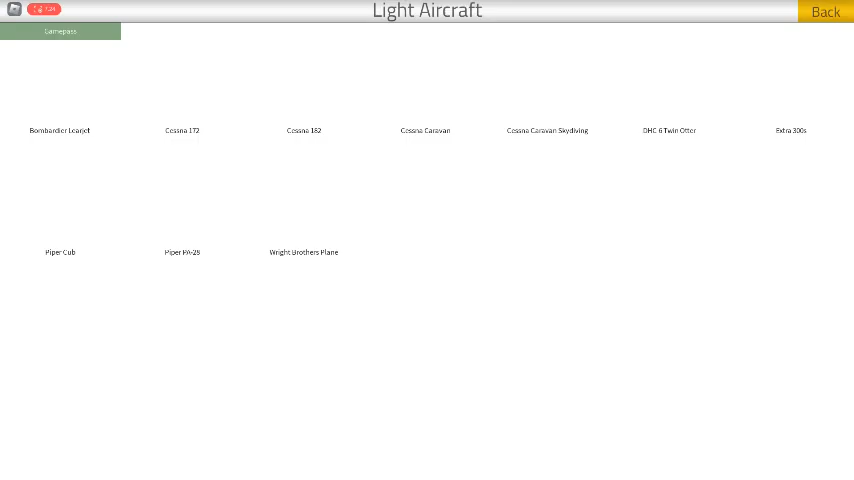 Light Aircraft
Back
Gamepass
Bombardier Learjet
Cessna 172
Cessna 182
Cessna Caravan
Cessna Caravan Skydiving
DHC-6 Twin Otter
Extra 300s
Piper Cub
Piper PA-28
Wright Brothers Plane